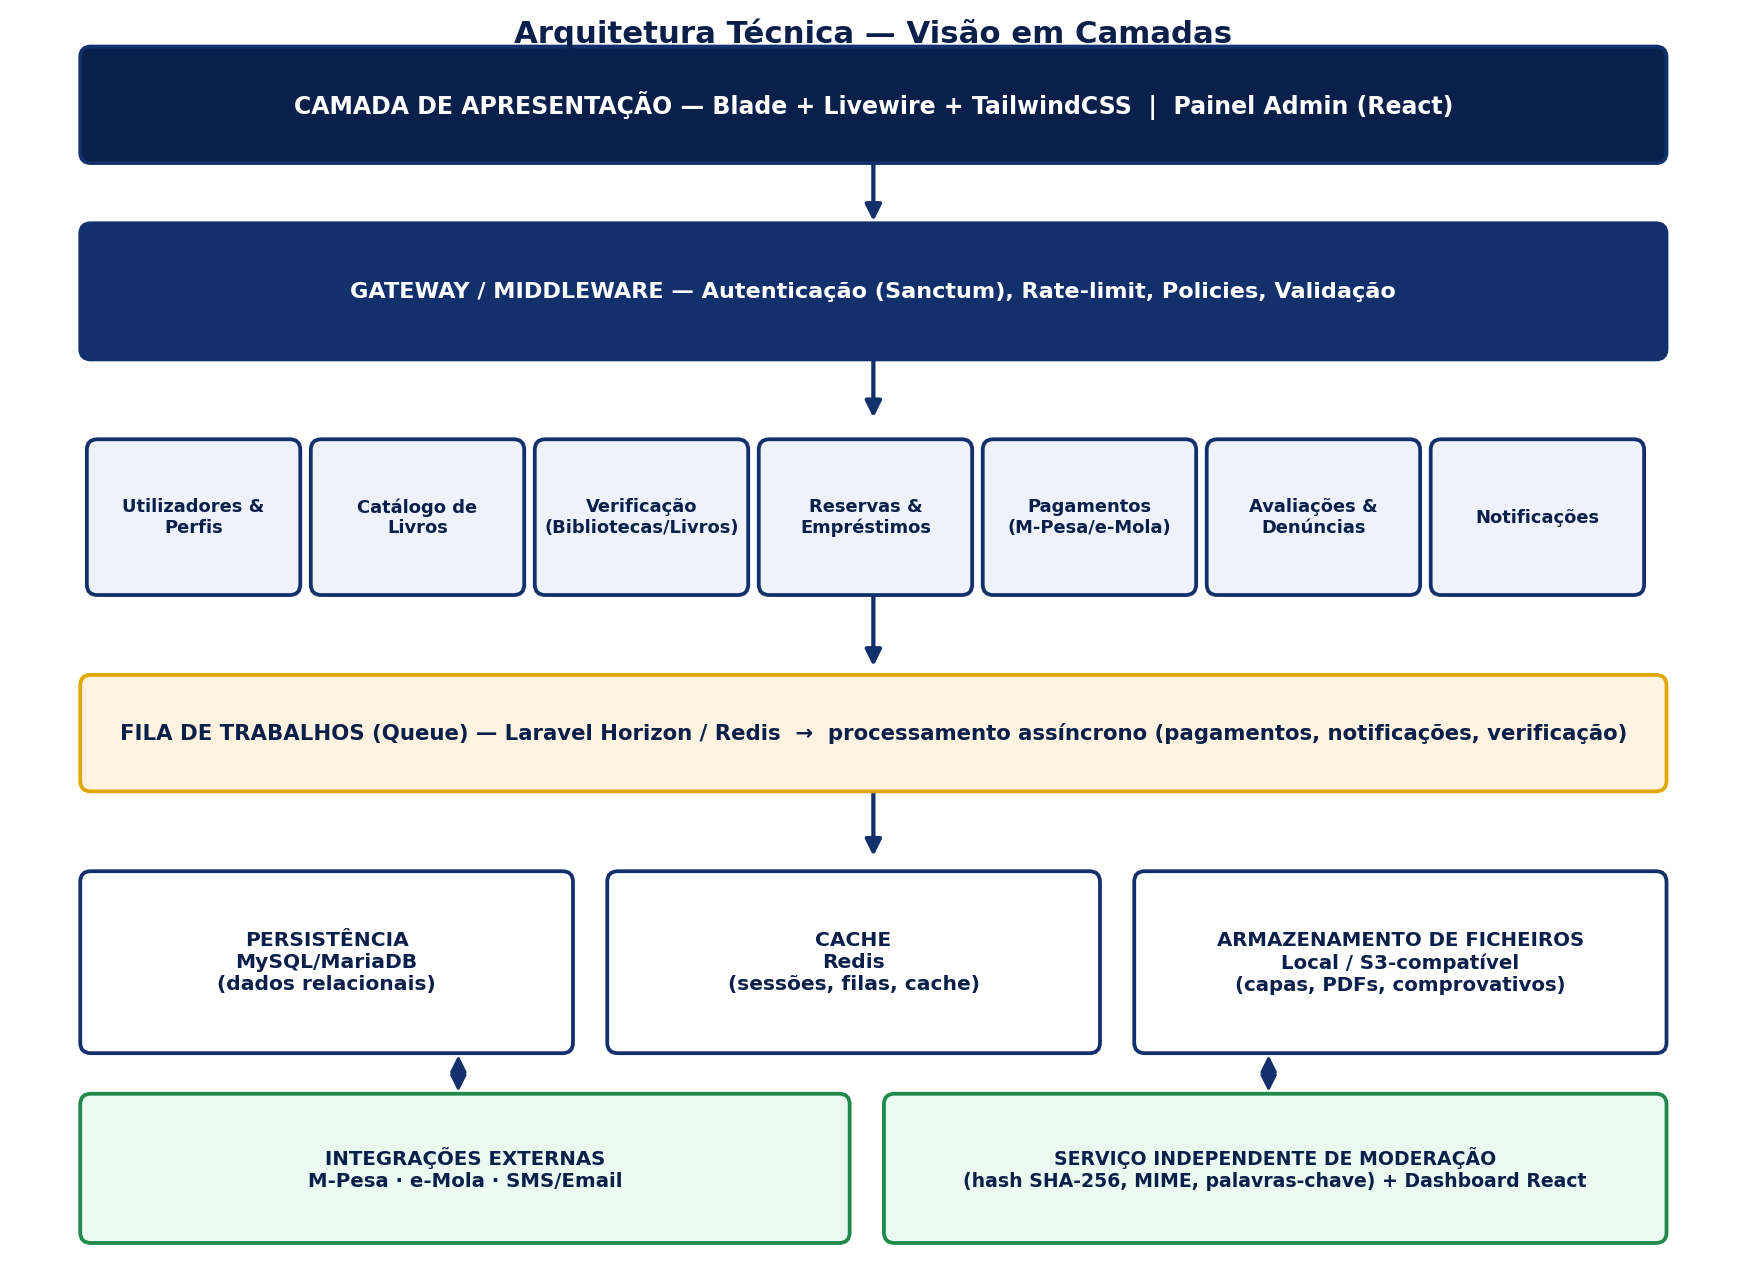 Arquitetura Técnica — Visão em Camadas
CAMADA DE APRESENTAÇÃO — Blade + Livewire + TailwindCSS | Painel Admin (React)
GATEWAY / MIDDLEWARE — Autenticação (Sanctum), Rate-limit, Policies, Validação
Utilizadores &
Perfis
Catálogo de
Livros
Verificação
(Bibliotecas/Livros)
Reservas &
Empréstimos
Pagamentos
(M-Pesa/e-Mola)
Avaliações &
Denúncias
Notificações
FILA DE TRABALHOS (Queue) — Laravel Horizon / Redis → processamento assíncrono (pagamentos, notificações, verificação)
PERSISTÊNCIA
MySQL/MariaDB
(dados relacionais)
CACHE
Redis
(sessões, filas, cache)
ARMAZENAMENTO DE FICHEIROS
Local / S3-compatível
(capas, PDFs, comprovativos)
INTEGRAÇÕES EXTERNAS
M-Pesa · e-Mola · SMS/Email
SERVIÇO INDEPENDENTE DE MODERAÇÃO
(hash SHA-256, MIME, palavras-chave) + Dashboard React